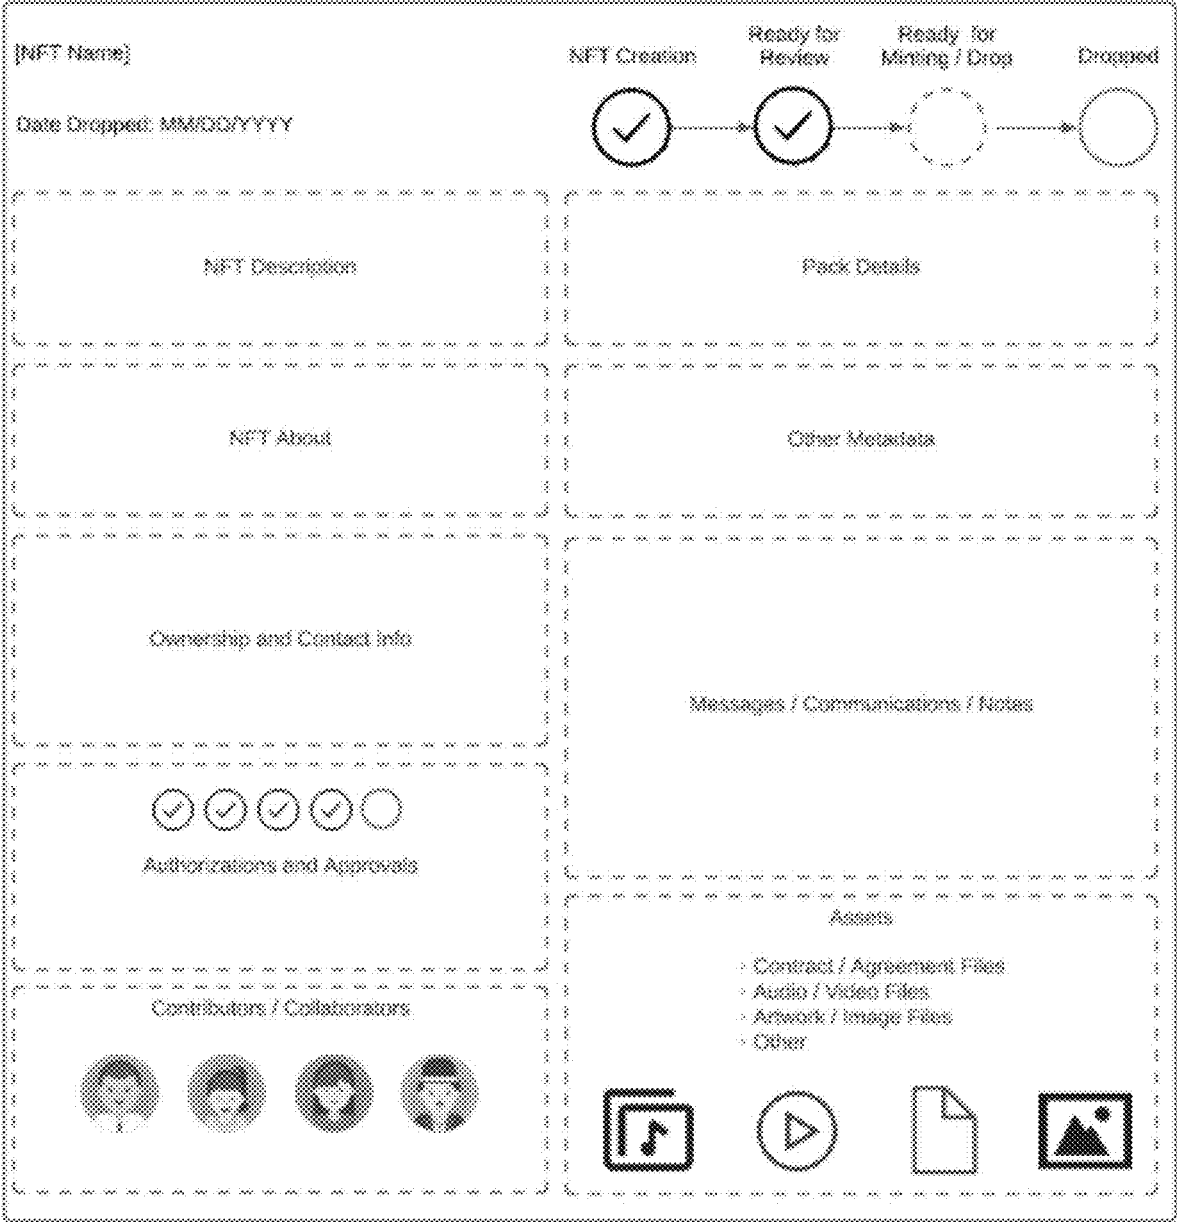 [NFT Name]
Date Dropped: MM/DD/YYYY
NFT Creation
Ready for
Review
Ready for
Minting / Drop
Dropped
NFT Description
Pack Details
NFT About
Other Metadata
Ownership and Contact Info
Messages / Communications / Notes
Authorizations and Approvals
Contributors / Collaborators
Assets
- Contract / Agreement Files
- Audio / Video Files
- Artwork / Image Files
- Other